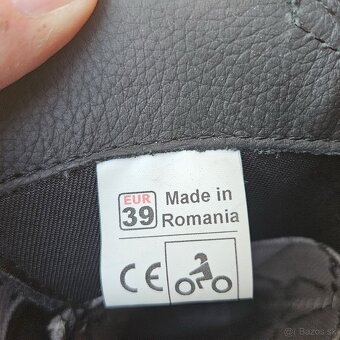 EUR
39
Made in
Romania
CE
Bazos.sk